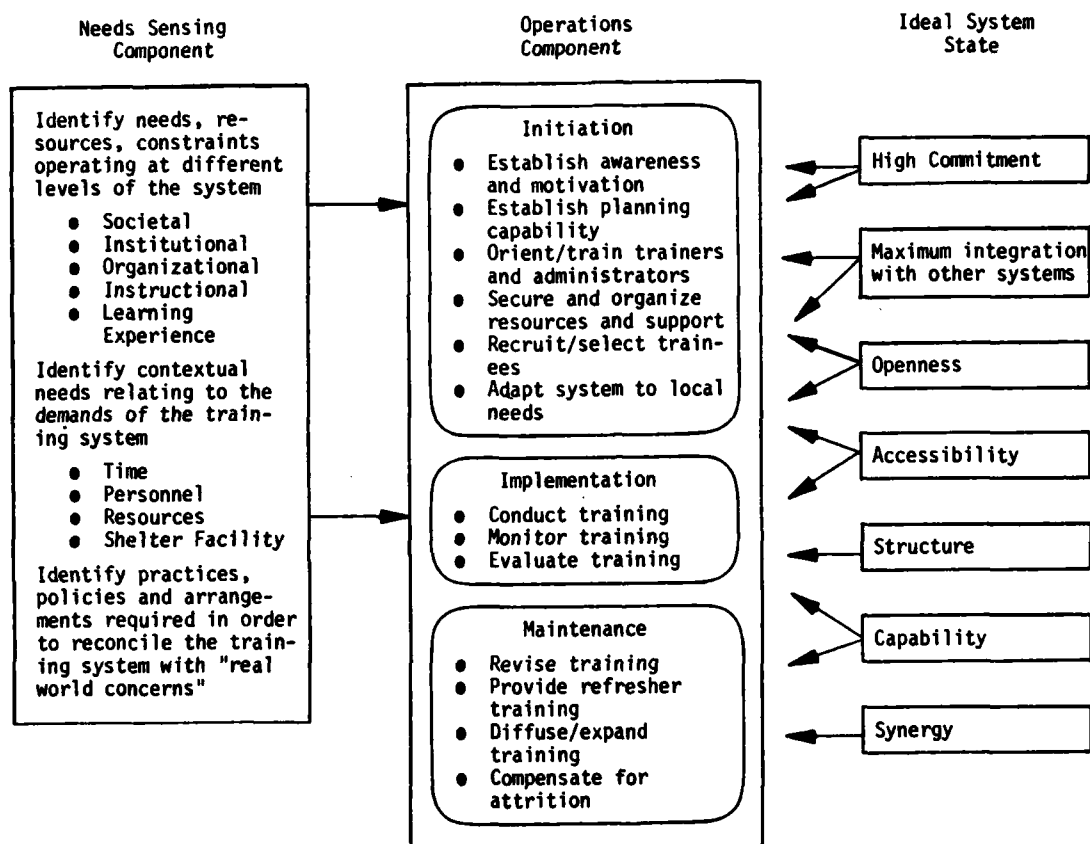 Needs Sensing
Component
Identify needs, re-
sources, constraints
operating at different
levels of the system
● Societal
● Institutional
● Organizational
● Instructional
● Learning
Experience
Identify contextual
needs relating to the
demands of the train-
ing system
● Time
● Personnel
● Resources
● Shelter Facility
Identify practices,
policies and arrange-
ments required in order
to reconcile the train-
ing system with "real
world concerns"
Operations
Component
Initiation
● Establish awareness
and motivation
● Establish planning
capability
● Orient/train trainers
and administrators
● Secure and organize
resources and support
● Recruit/select train-
ees
● Adapt system to local
needs
Implementation
● Conduct training
● Monitor training
● Evaluate training
Maintenance
● Revise training
● Provide refresher
training
● Diffuse/expand
training
● Compensate for
attrition
Ideal System
State
High Commitment
Maximum integration
with other systems
Openness
Accessibility
Structure
Capability
Synergy